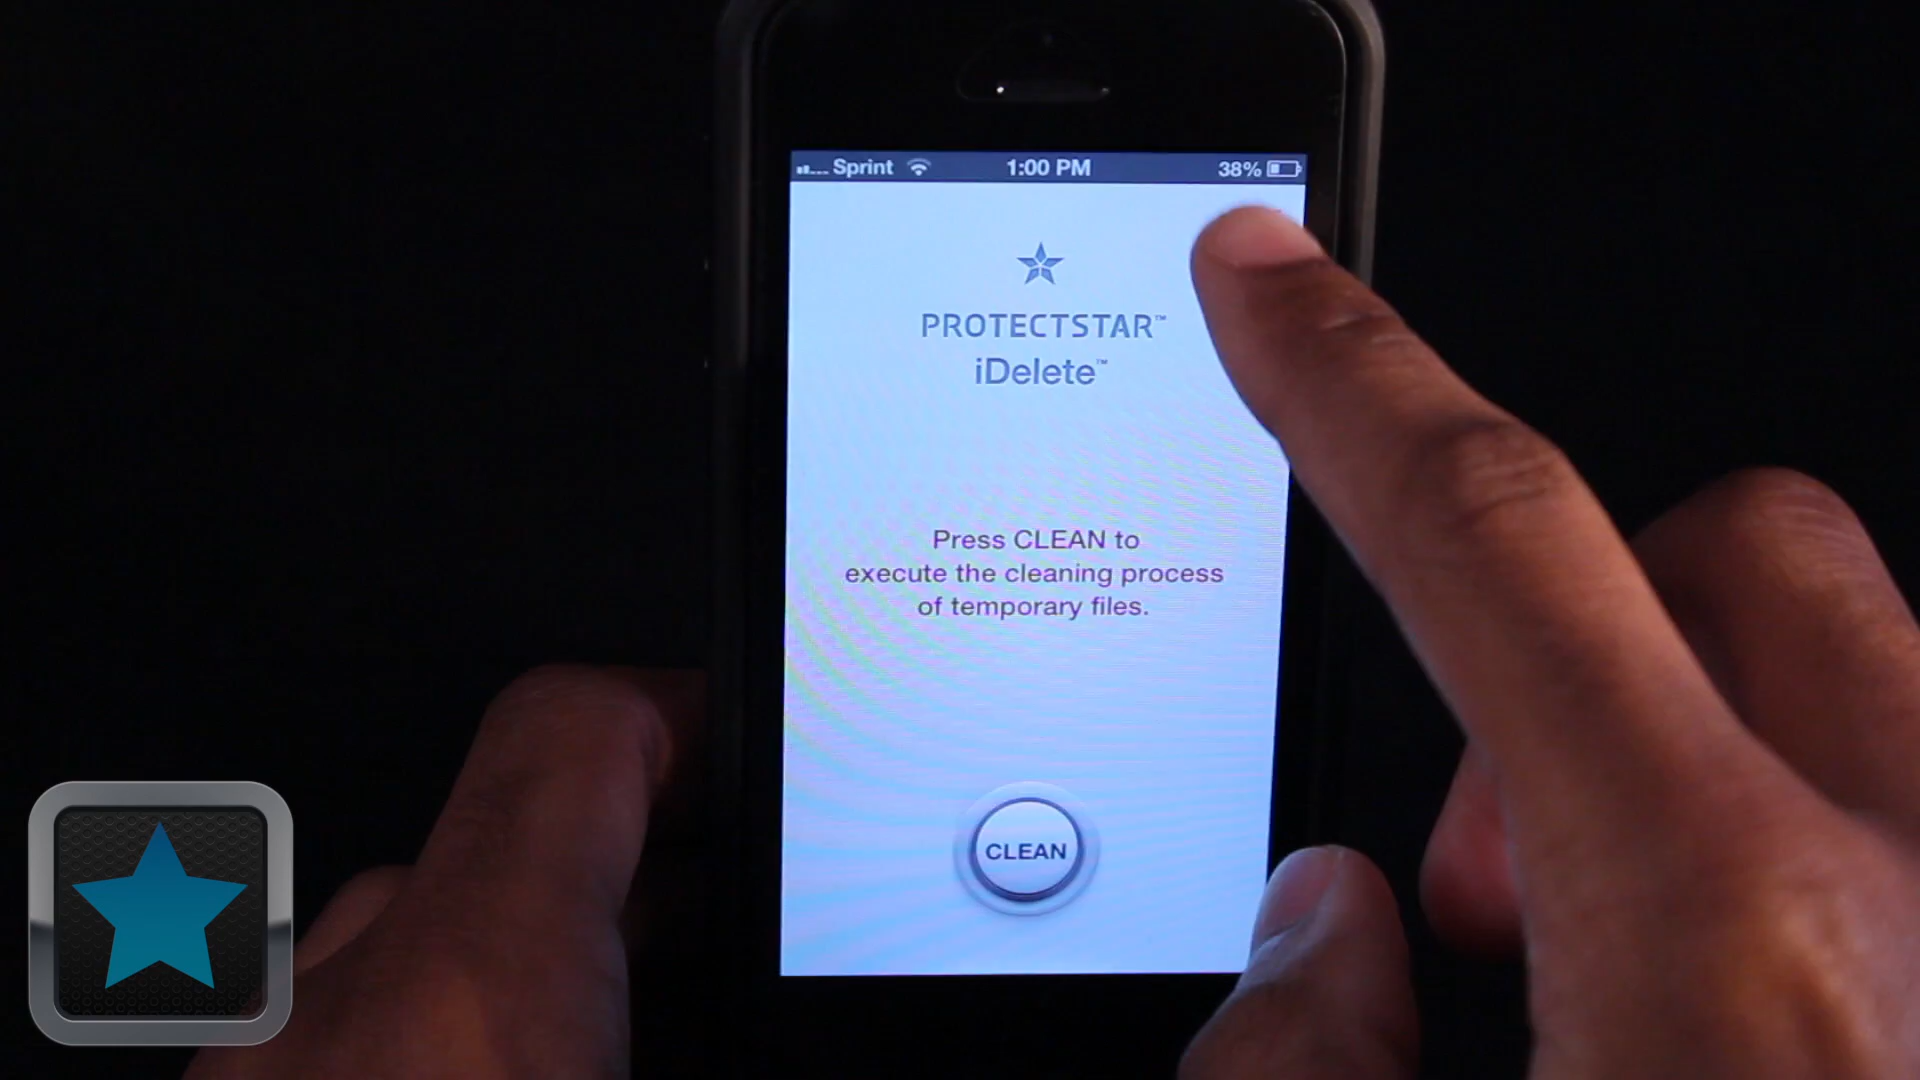 Sprint 1:00 PM 38%
PROTECTSTAR™
iDelete™
Press CLEAN to
execute the cleaning process
of temporary files.
CLEAN